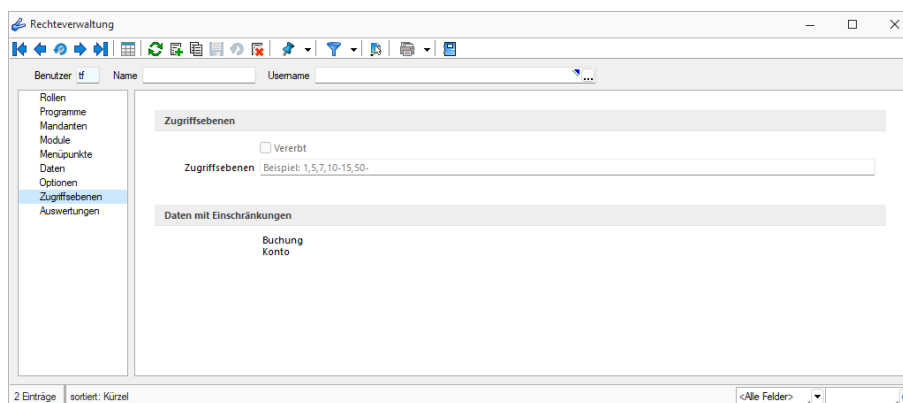 Rechteverwaltung
Benutzer tf Name Username ...
Rollen
Programme
Mandanten
Module
Menüpunkte
Daten
Optionen
Zugriffsebenen
Auswertungen
Zugriffsebenen
Vererbt
Zugriffsebenen Beispiel: 1,5,7,10-15,50-
Daten mit Einschränkungen
Buchung
Konto
2 Einträge sortiert: Kürzel <Alle Felder>